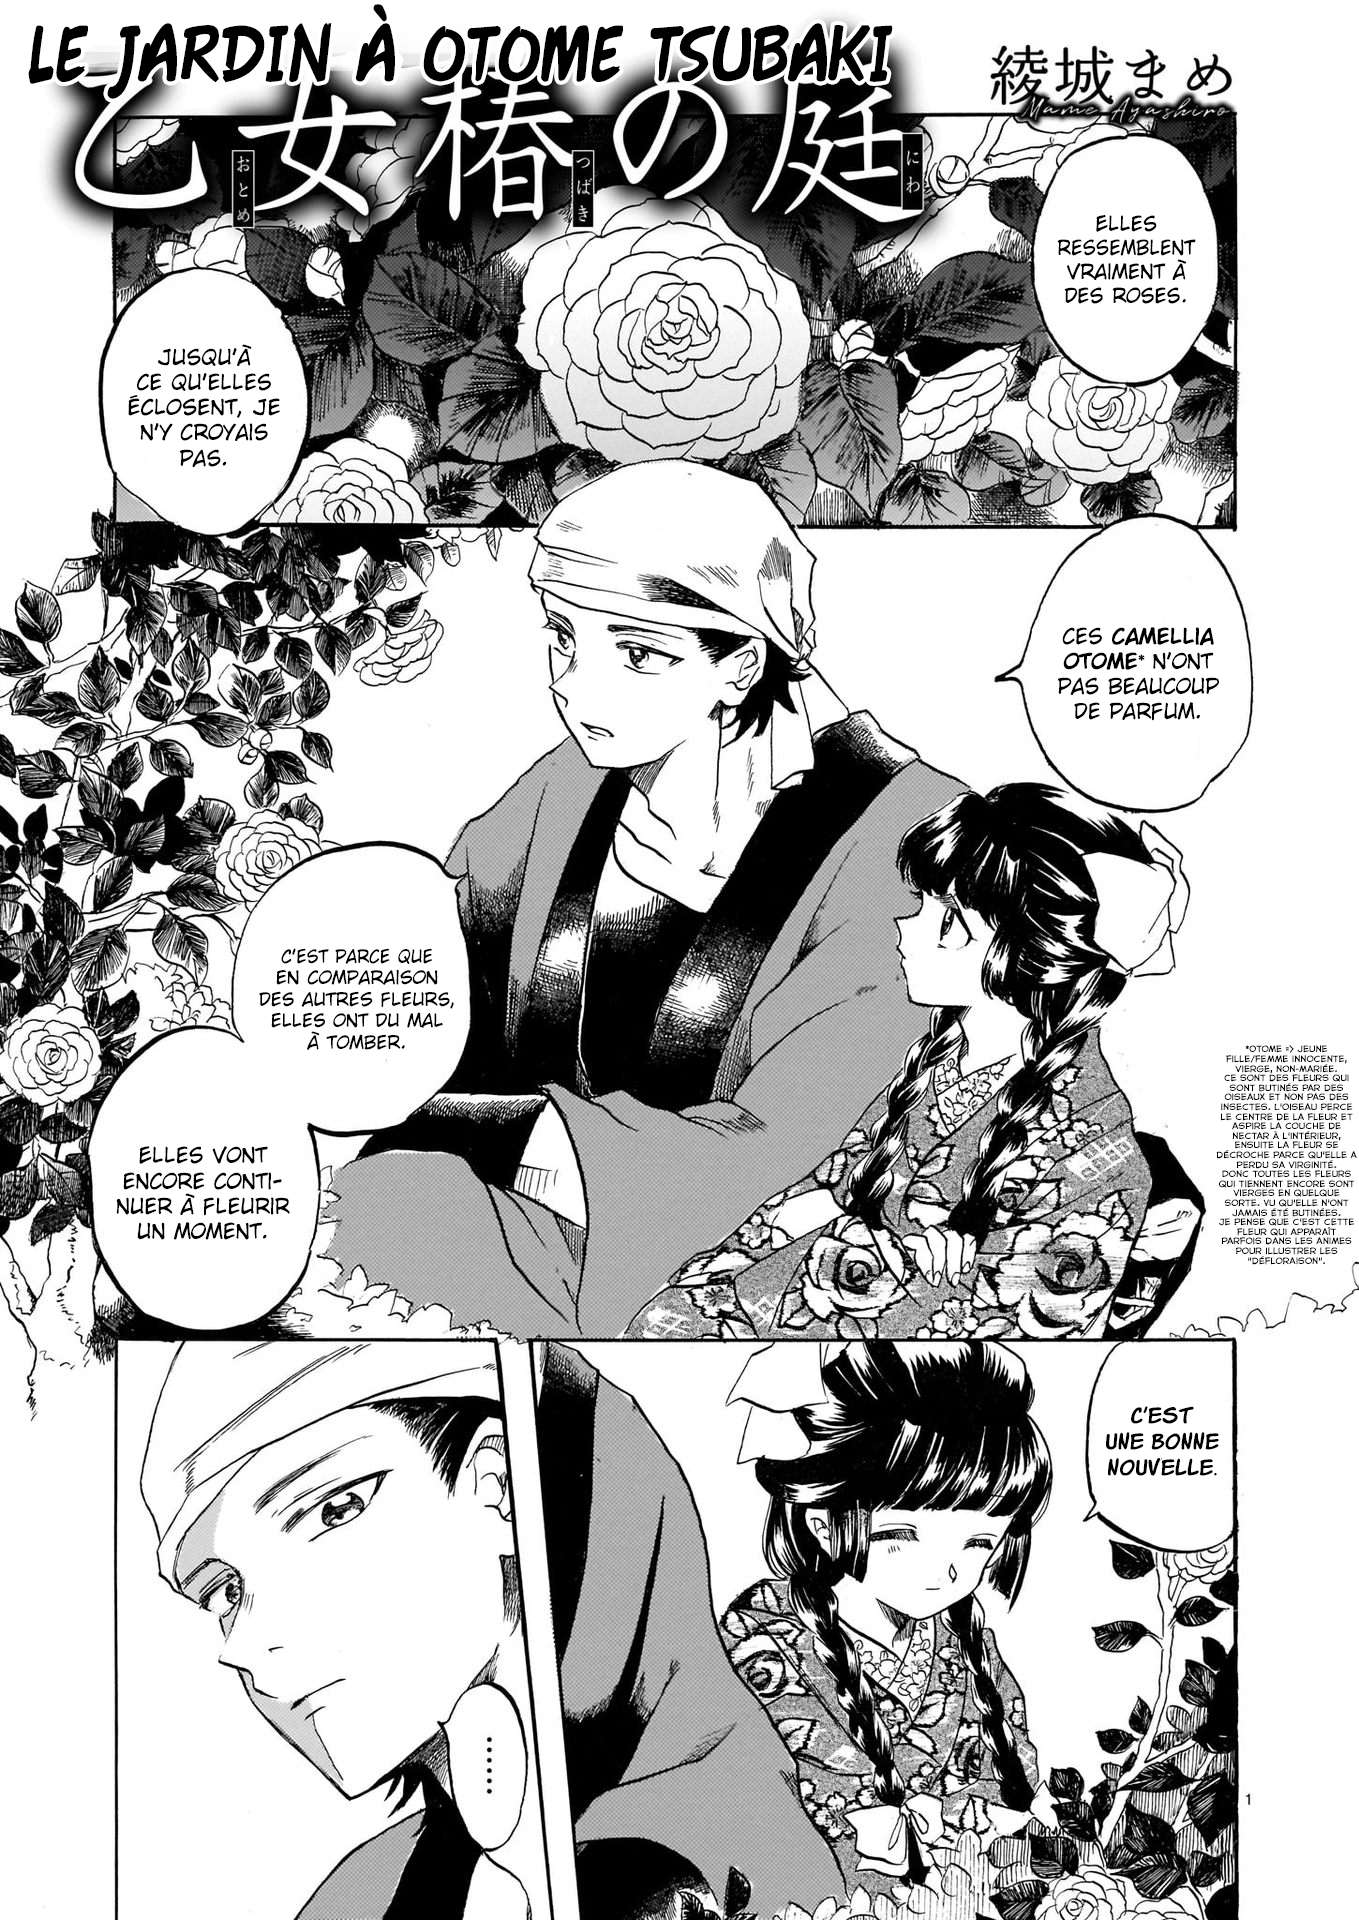 LE JARDIN À OTOME TSUBAKI
乙女椿の庭
おとめ
つばき
にわ
綾城まめ
Mame Ayashiro
ELLES
RESSEMBLENT
VRAIMENT À
DES ROSES.
JUSQU'À
CE QU'ELLES
ÉCLOSENT, JE
N'Y CROYAIS
PAS.
CES CAMELLIA
OTOME* N'ONT
PAS BEAUCOUP
DE PARFUM.
C'EST PARCE QUE
EN COMPARAISON
DES AUTRES FLEURS,
ELLES ONT DU MAL
À TOMBER.
ELLES VONT
ENCORE CONTI-
NUER À FLEURIR
UN MOMENT.
*OTOME => JEUNE
FILLE/FEMME INNOCENTE,
VIERGE, NON-MARIÉE.
CE SONT DES FLEURS QUI
SONT BUTINÉS PAR DES
OISEAUX ET NON PAS DES
INSECTES. L'OISEAU PERCE
LE CENTRE DE LA FLEUR ET
ASPIRE LA COUCHE DE
NECTAR À L'INTÉRIEUR,
ENSUITE LA FLEUR SE
DÉCROCHE PARCE QU'ELLE A
PERDU SA VIRGINITÉ.
DONC TOUTES LES FLEURS
QUI TIENNENT ENCORE SONT
VIERGES EN QUELQUE
SORTE. VU QU'ELLE N'ONT
JAMAIS ÉTÉ BUTINÉES.
JE PENSE QUE C'EST CETTE
FLEUR QUI APPARAÎT
PARFOIS DANS LES ANIMES
POUR ILLUSTRER LES
"DÉFLORAISON".
C'EST
UNE BONNE
NOUVELLE.
......
1